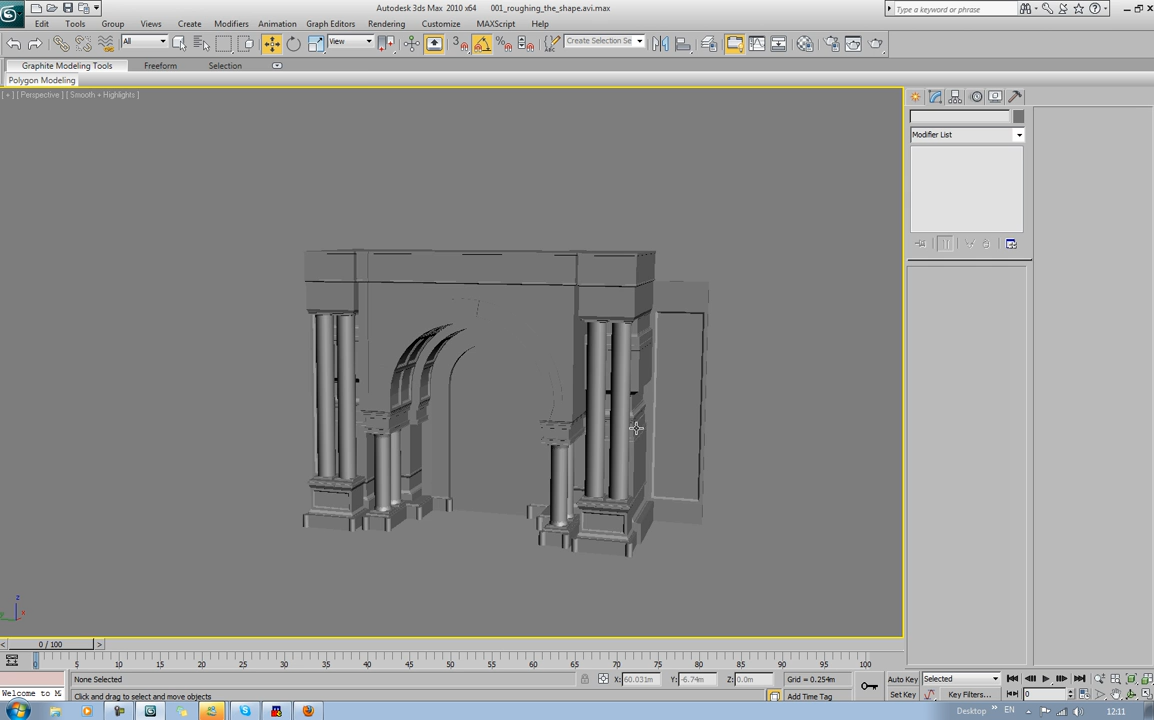 Autodesk 3ds Max 2010 x64 001_roughing_the_shape.avi.max
Type a keyword or phrase
Edit Tools Group Views Create Modifiers Animation Graph Editors Rendering Customize MAXScript Help
All View Create Selection Se
Graphite Modeling Tools Freeform Selection
Polygon Modeling
[ + ] [ Perspective ] [ Smooth + Highlights ]
Modifier List
z
x
y
0 / 100
0 5 10 15 20 25 30 35 40 45 50 55 60 65 70 75 80 85 90 95 100
None Selected X: 60.031m Y: -6.74m Z: 0.0m Grid = 0.254m Auto Key Selected
Welcome to M Click and drag to select and move objects Add Time Tag Set Key Key Filters... 0
Desktop EN 12:11